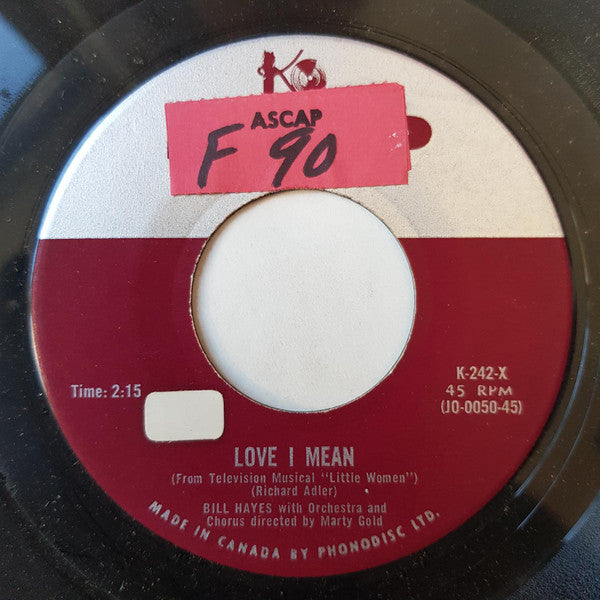 ASCAP
F 90
Time: 2:15
K-242-X
45 RPM
(JO-0050-45)
LOVE I MEAN
(From Television Musical "Little Women")
(Richard Adler)
BILL HAYES with Orchestra and
Chorus directed by Marty Gold
MADE IN CANADA BY PHONODISC LTD.